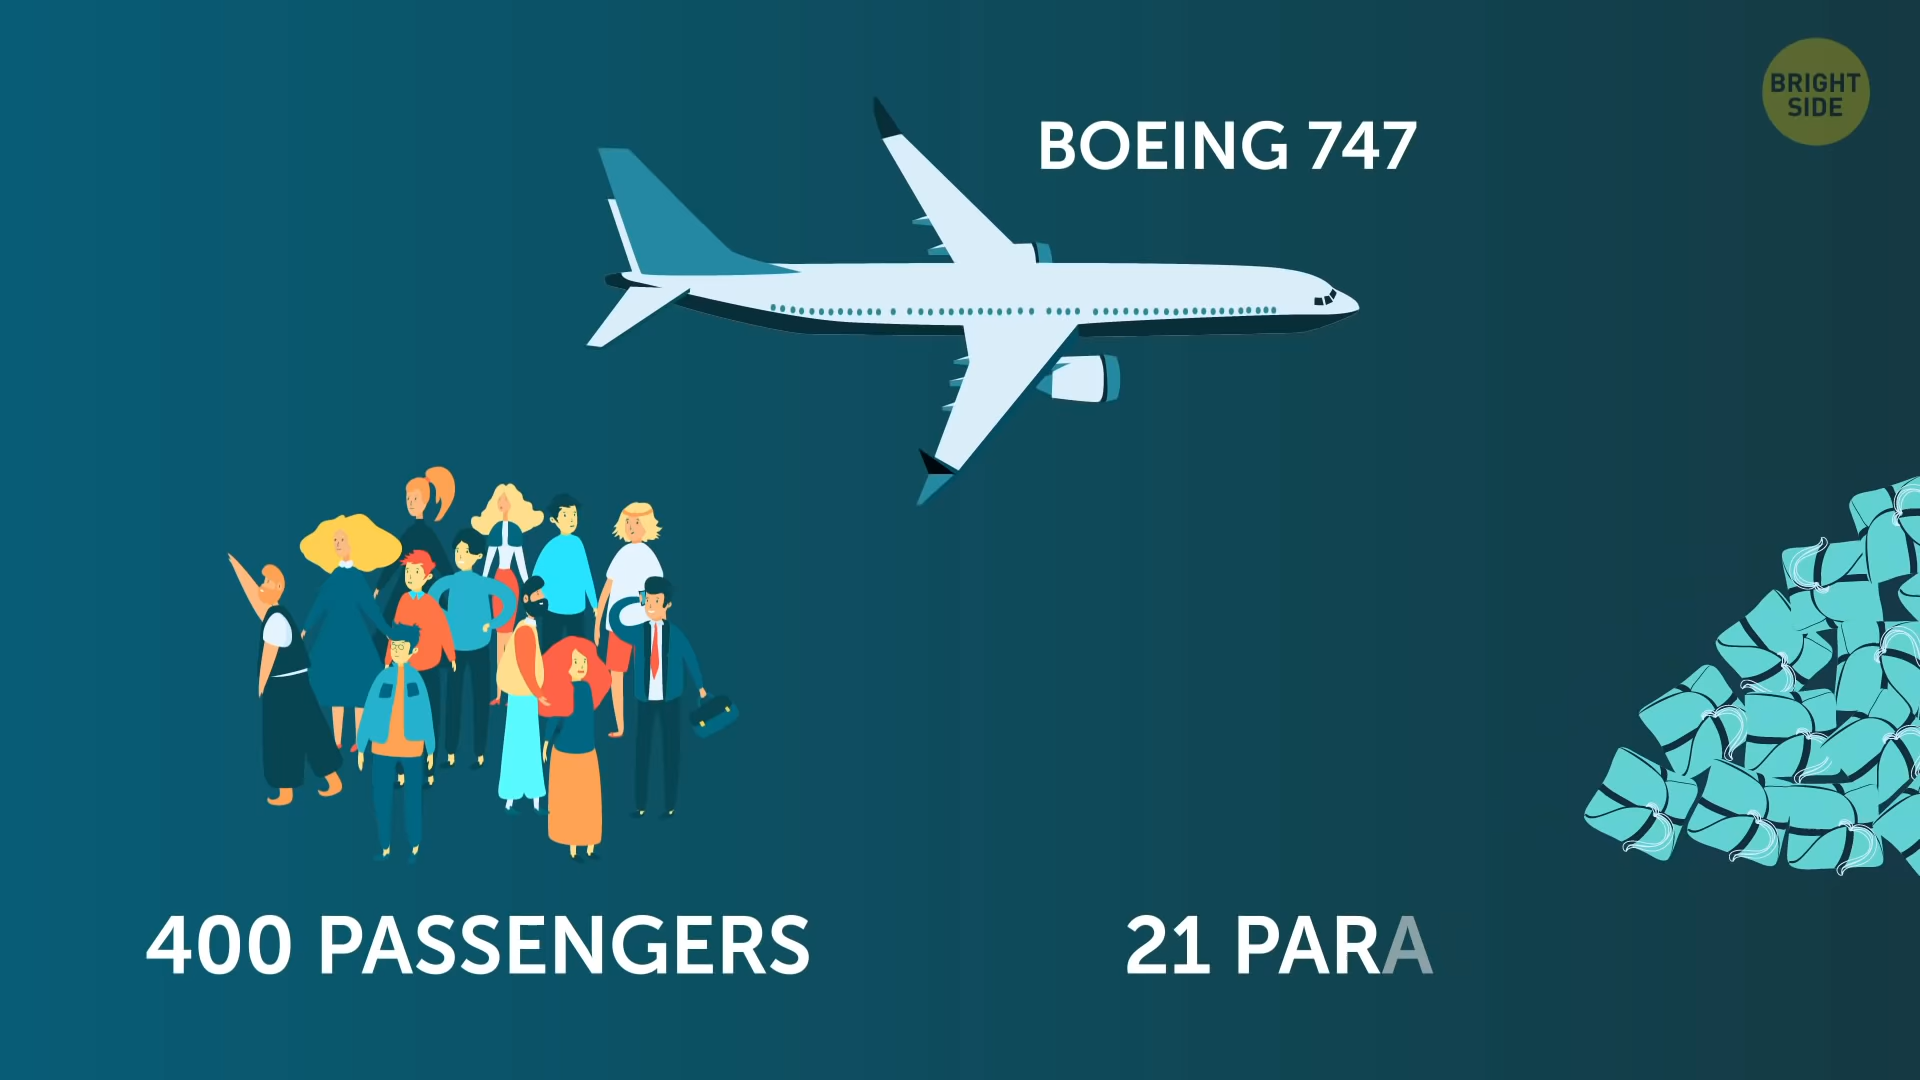 BRIGHT
SIDE
BOEING 747
400 PASSENGERS
21 PARA